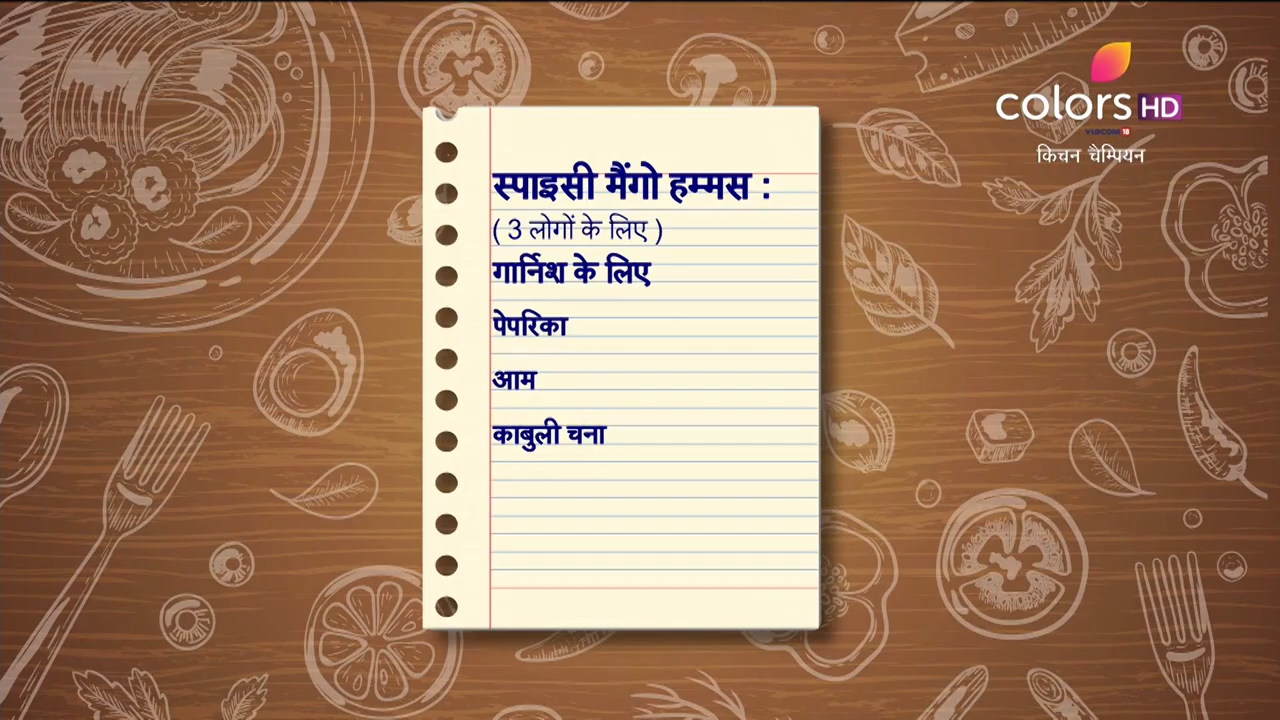 colors HD
VIACOM 18
किचन चैम्पियन
स्पाइसी मैंगो हम्मस :
( 3 लोगों के लिए )
गार्निश के लिए
पेपरिका
आम
काबुली चना